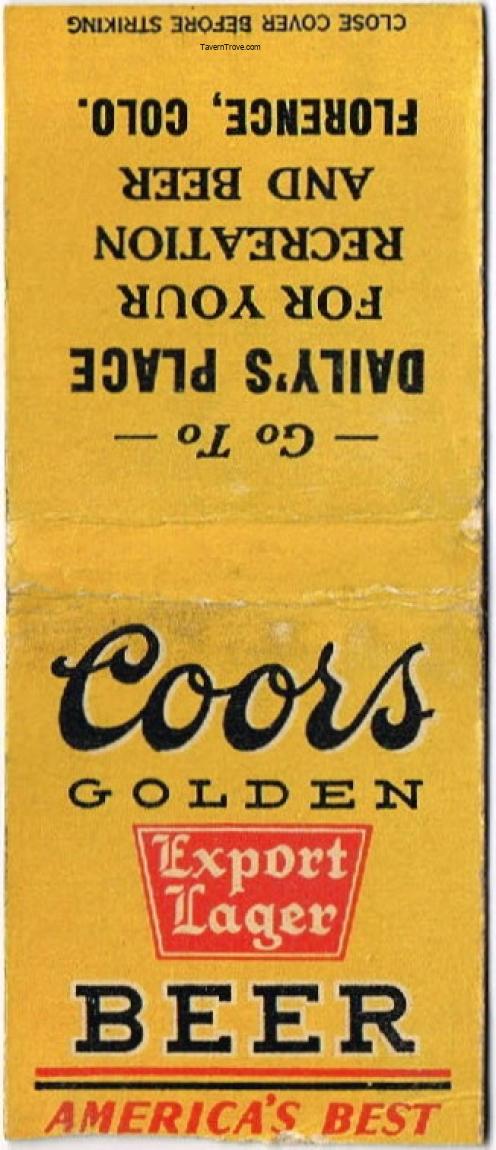 Coors
GOLDEN
Export
Lager
BEER
AMERICA'S BEST
— Go To —
DAILY'S PLACE
FOR YOUR
RECREATION
AND BEER
FLORENCE, COLO.
CLOSE COVER BEFORE STRIKING
TavernTrove.com